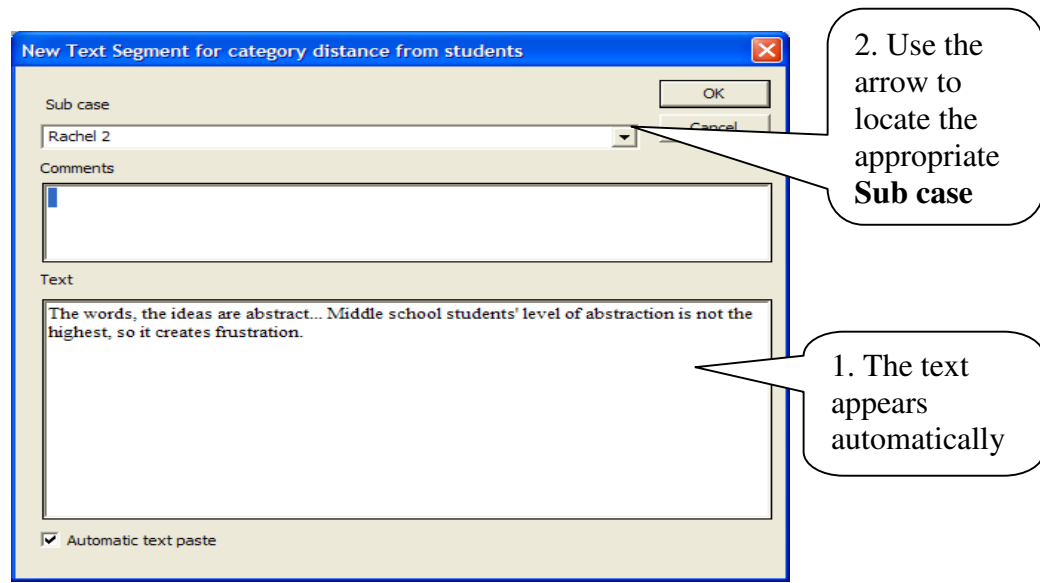 New Text Segment for category distance from students
Sub case
OK
Rachel 2
Cancel
Comments
Text
The words, the ideas are abstract... Middle school students' level of abstraction is not the
highest, so it creates frustration.
Automatic text paste
2. Use the
arrow to
locate the
appropriate
Sub case
1. The text
appears
automatically